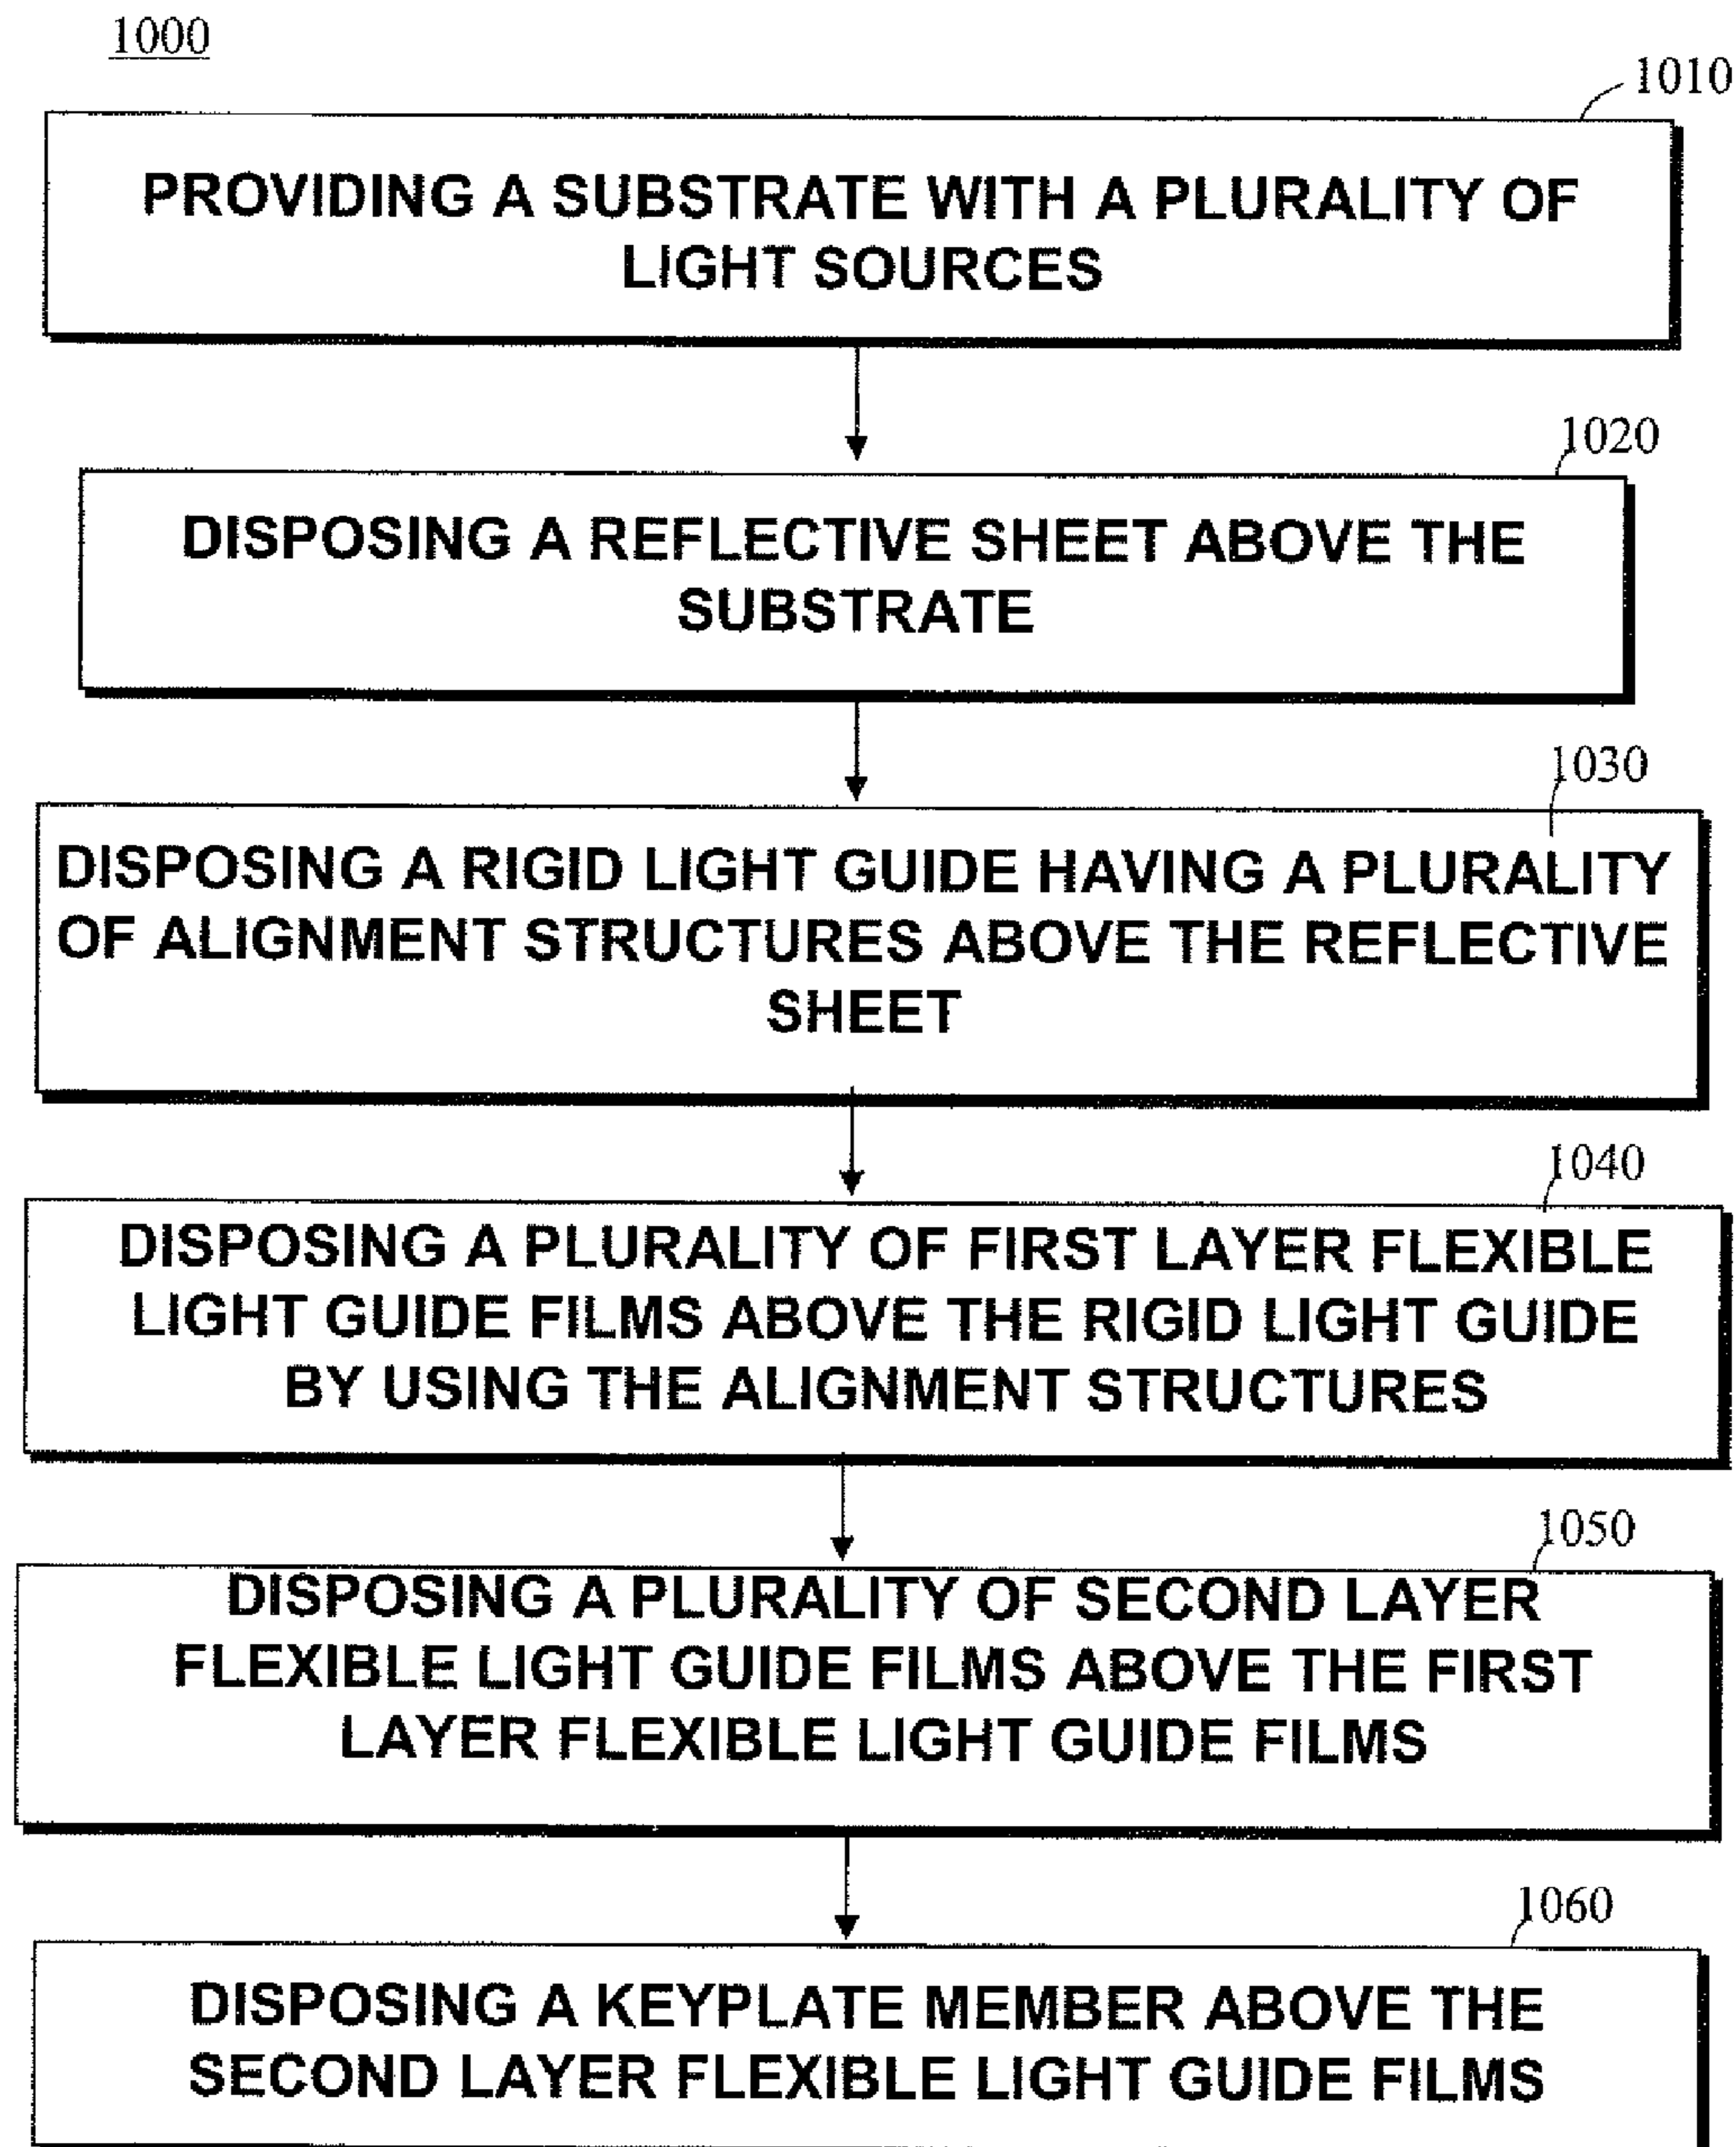 1000
1010
PROVIDING A SUBSTRATE WITH A PLURALITY OF
LIGHT SOURCES
1020
DISPOSING A REFLECTIVE SHEET ABOVE THE
SUBSTRATE
1030
DISPOSING A RIGID LIGHT GUIDE HAVING A PLURALITY
OF ALIGNMENT STRUCTURES ABOVE THE REFLECTIVE
SHEET
1040
DISPOSING A PLURALITY OF FIRST LAYER FLEXIBLE
LIGHT GUIDE FILMS ABOVE THE RIGID LIGHT GUIDE
BY USING THE ALIGNMENT STRUCTURES
1050
DISPOSING A PLURALITY OF SECOND LAYER
FLEXIBLE LIGHT GUIDE FILMS ABOVE THE FIRST
LAYER FLEXIBLE LIGHT GUIDE FILMS
1060
DISPOSING A KEYPLATE MEMBER ABOVE THE
SECOND LAYER FLEXIBLE LIGHT GUIDE FILMS